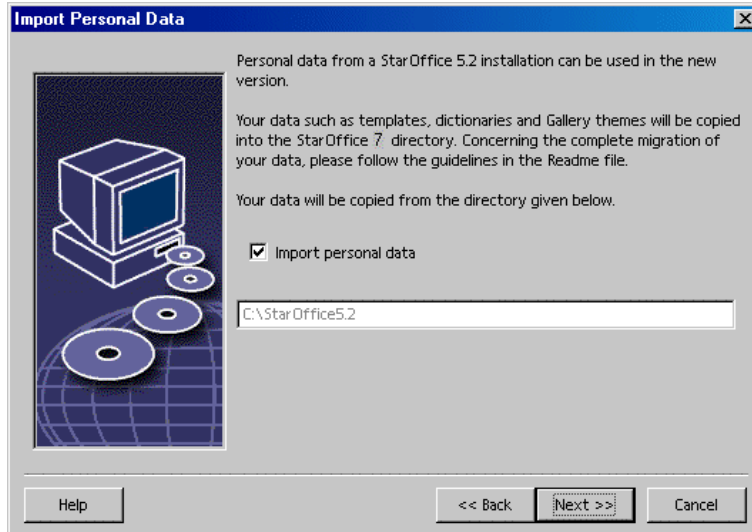 Import Personal Data
Personal data from a StarOffice 5.2 installation can be used in the new
version.
Your data such as templates, dictionaries and Gallery themes will be copied
into the StarOffice 7 directory. Concerning the complete migration of
your data, please follow the guidelines in the Readme file.
Your data will be copied from the directory given below.
Import personal data
C:\StarOffice5.2
Help << Back Next >> Cancel